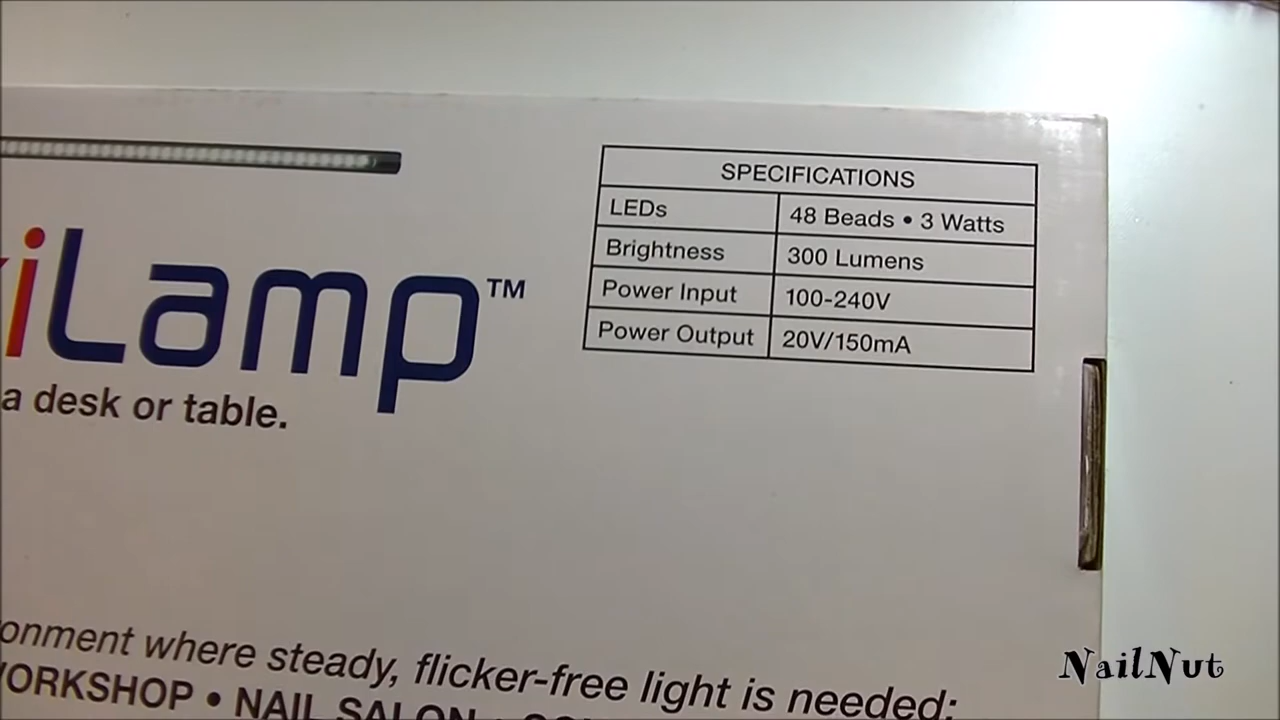 iLamp™
a desk or table.
SPECIFICATIONS
LEDs 48 Beads • 3 Watts
Brightness 300 Lumens
Power Input 100-240V
Power Output 20V/150mA
onment where steady, flicker-free light is needed:
WORKSHOP • NAIL SALON
NailNut